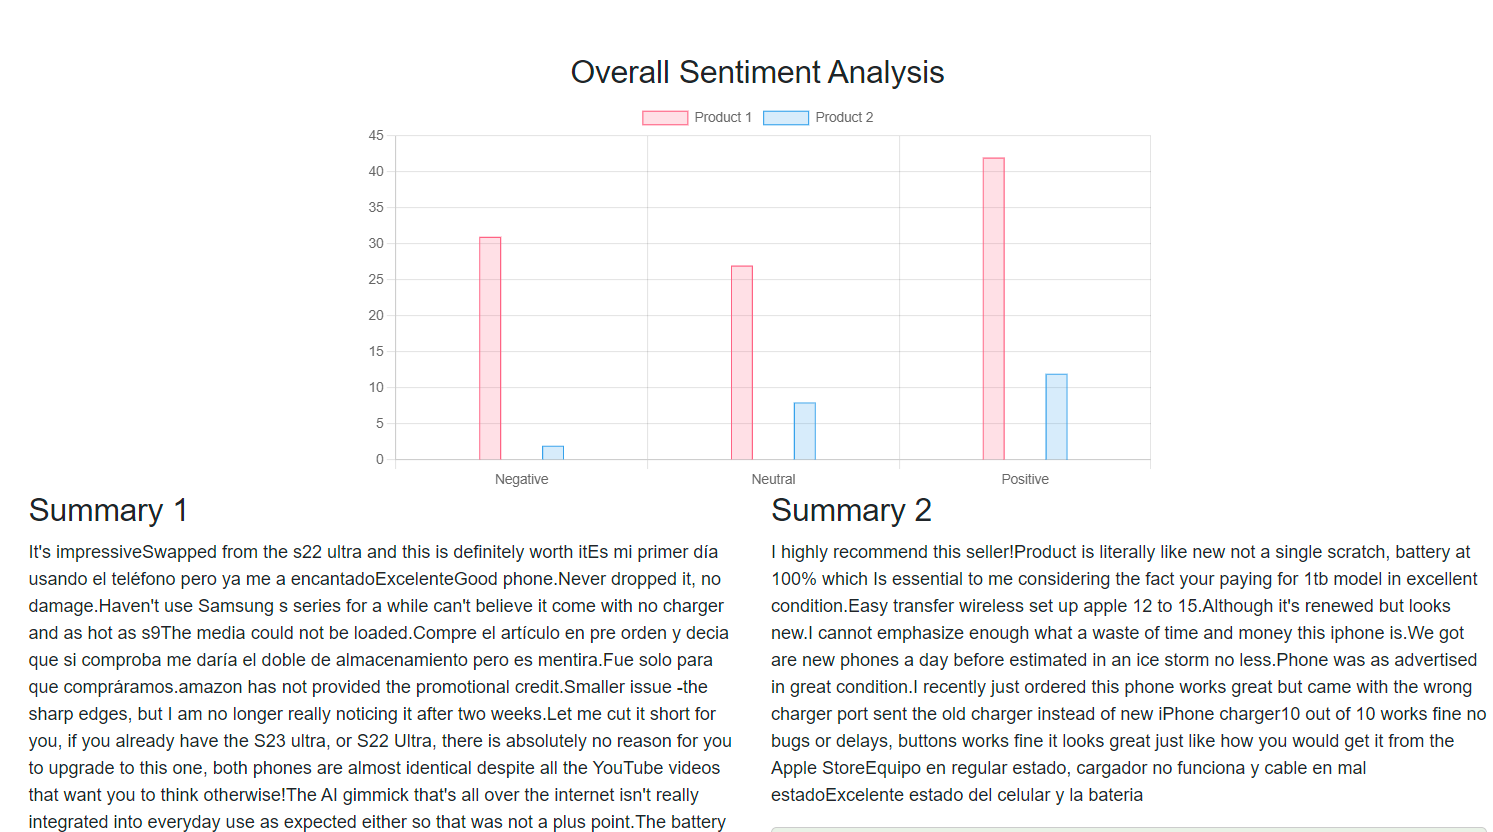 Overall Sentiment Analysis
Product 1 Product 2
45
40
35
30
25
20
15
10
5
0
Negative Neutral Positive
Summary 1
It's impressiveSwapped from the s22 ultra and this is definitely worth itEs mi primer día
usando el teléfono pero ya me a encantadoExcelenteGood phone.Never dropped it, no
damage.Haven't use Samsung s series for a while can't believe it come with no charger
and as hot as s9The media could not be loaded.Compre el artículo en pre orden y decia
que si comproba me daría el doble de almacenamiento pero es mentira.Fue solo para
que compráramos.amazon has not provided the promotional credit.Smaller issue -the
sharp edges, but I am no longer really noticing it after two weeks.Let me cut it short for
you, if you already have the S23 ultra, or S22 Ultra, there is absolutely no reason for you
to upgrade to this one, both phones are almost identical despite all the YouTube videos
that want you to think otherwise!The AI gimmick that's all over the internet isn't really
integrated into everyday use as expected either so that was not a plus point.The battery
Summary 2
I highly recommend this seller!Product is literally like new not a single scratch, battery at
100% which Is essential to me considering the fact your paying for 1tb model in excellent
condition.Easy transfer wireless set up apple 12 to 15.Although it's renewed but looks
new.I cannot emphasize enough what a waste of time and money this iphone is.We got
are new phones a day before estimated in an ice storm no less.Phone was as advertised
in great condition.I recently just ordered this phone works great but came with the wrong
charger port sent the old charger instead of new iPhone charger10 out of 10 works fine no
bugs or delays, buttons works fine it looks great just like how you would get it from the
Apple StoreEquipo en regular estado, cargador no funciona y cable en mal
estadoExcelente estado del celular y la bateria